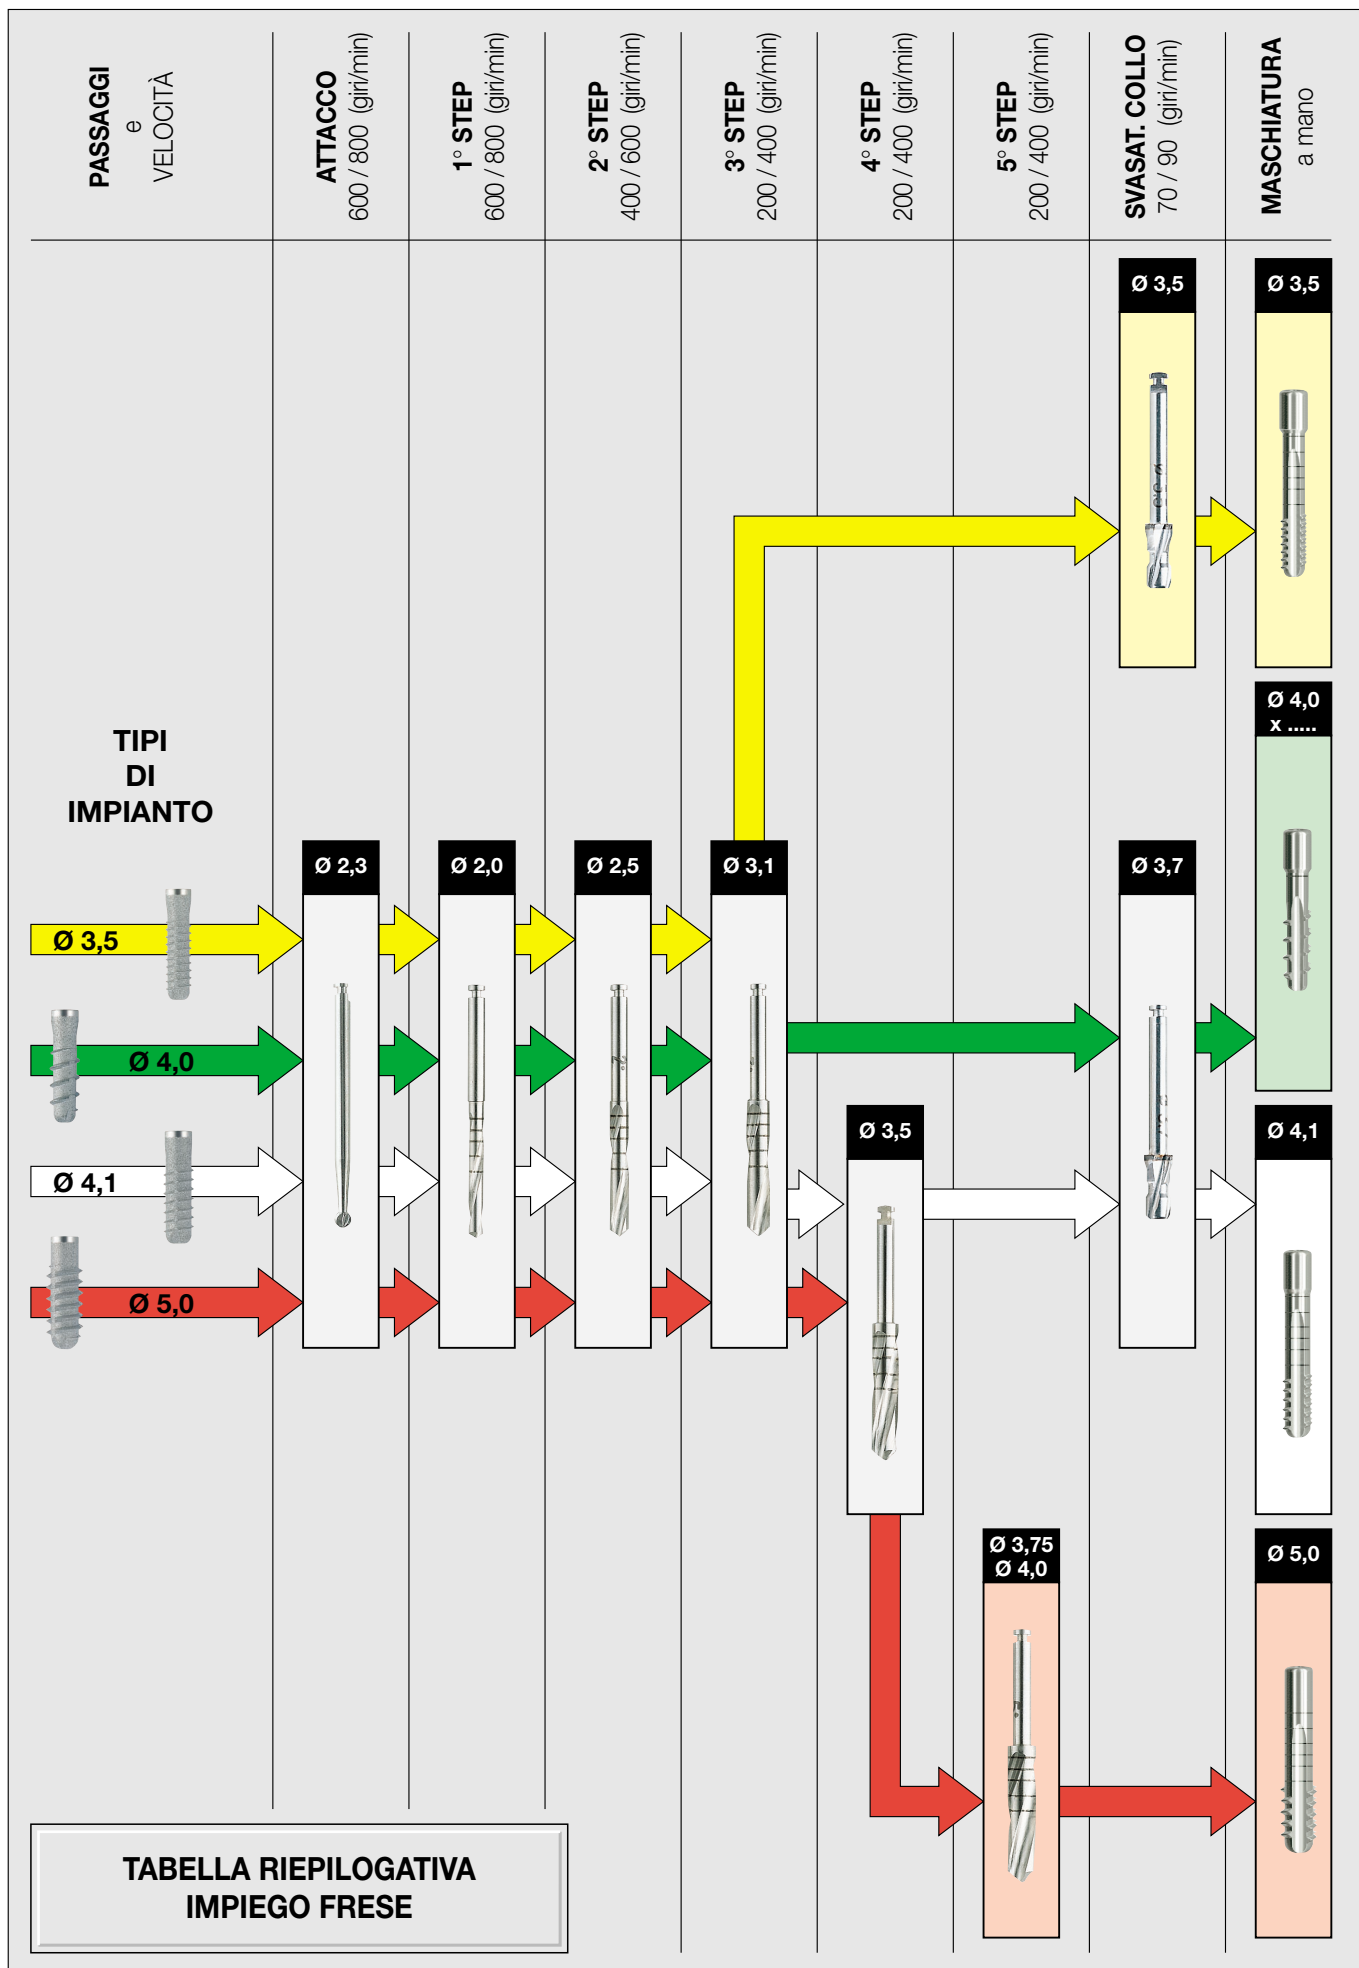 PASSAGGI
e
VELOCITÀ
ATTACCO
600 / 800 (giri/min)
1° STEP
600 / 800 (giri/min)
2° STEP
400 / 600 (giri/min)
3° STEP
200 / 400 (giri/min)
4° STEP
200 / 400 (giri/min)
5° STEP
200 / 400 (giri/min)
SVASAT. COLLO
70 / 90 (giri/min)
MASCHIATURA
a mano
Ø 3,5
Ø 3,5
Ø 4,0
x .....
TIPI
DI
IMPIANTO
Ø 2,3
Ø 2,0
Ø 2,5
Ø 3,1
Ø 3,7
Ø 3,5
Ø 4,0
Ø 4,1
Ø 5,0
Ø 3,5
Ø 4,1
Ø 3,75
Ø 4,0
Ø 5,0
TABELLA RIEPILOGATIVA
IMPIEGO FRESE